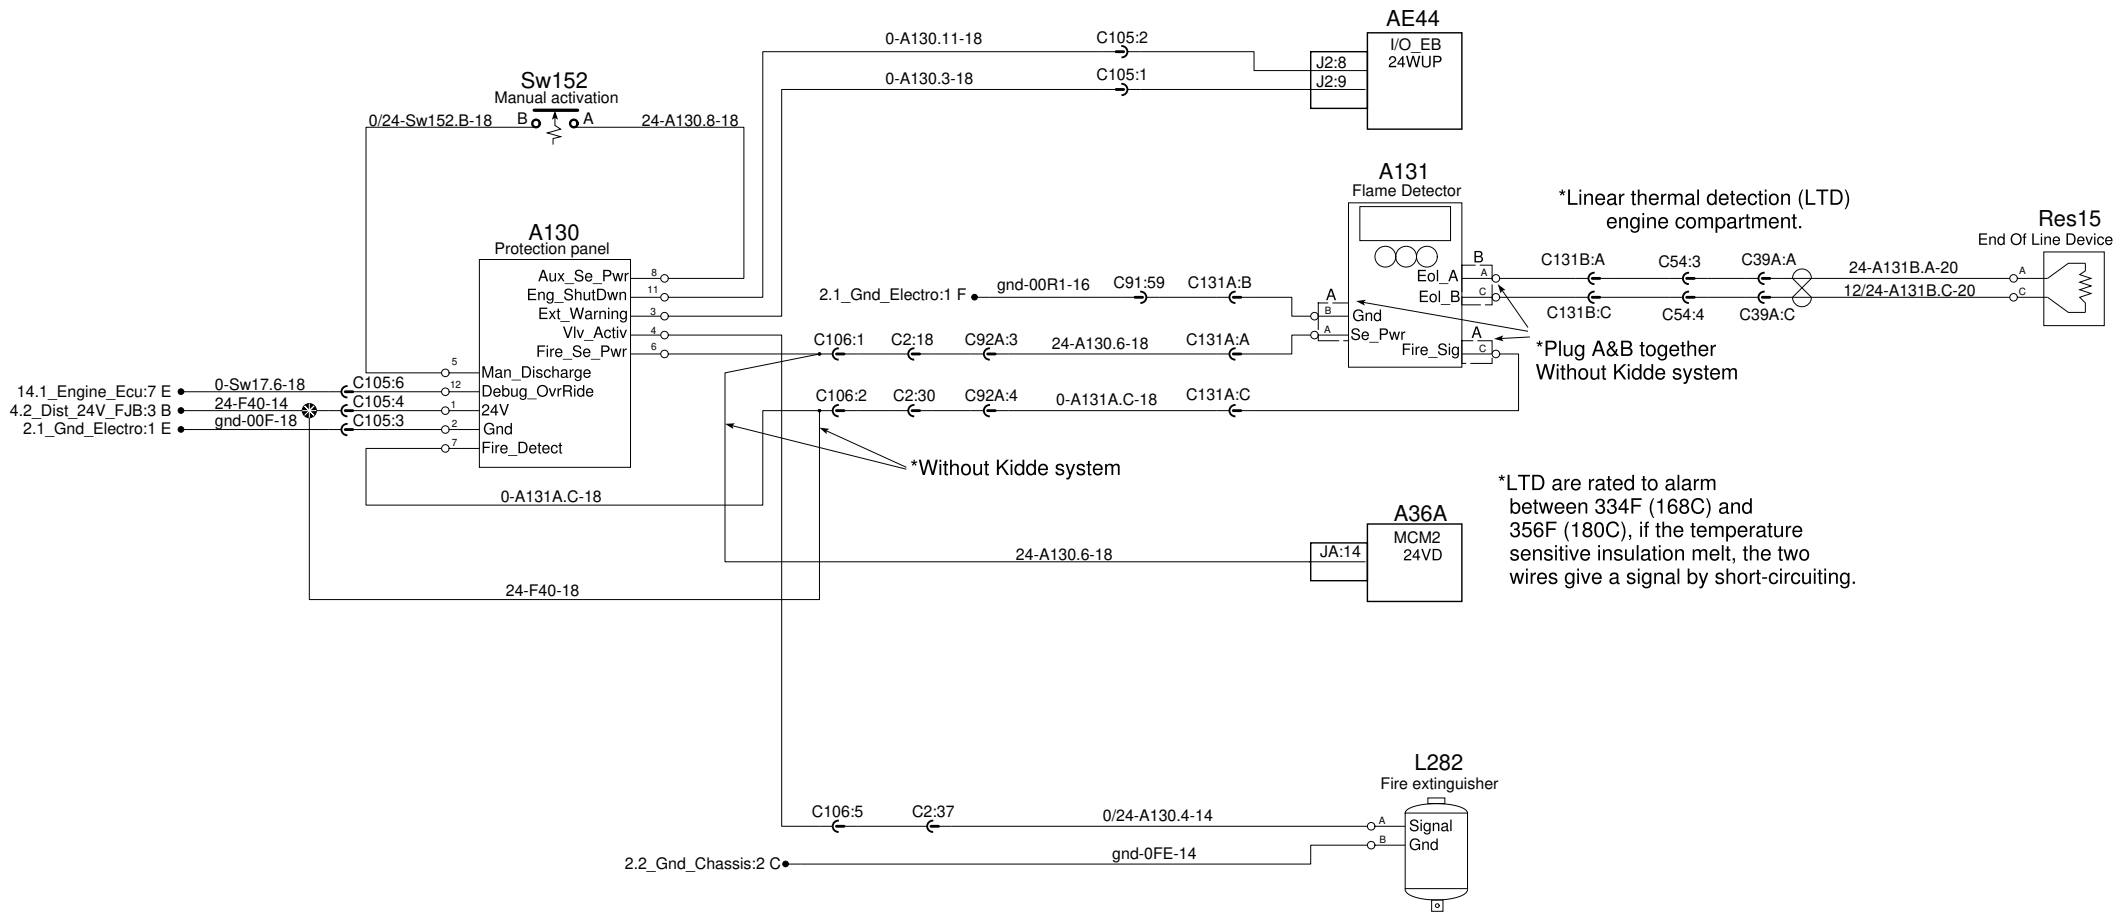 AE44
I/O_EB
24WUP
J2:8
J2:9
0-A130.11-18
C105:2
0-A130.3-18
C105:1
Sw152
Manual activation
0/24-Sw152.B-18
B
A
24-A130.8-18
A131
Flame Detector
*Linear thermal detection (LTD)
engine compartment.
Res15
End Of Line Device
A130
Protection panel
Aux_Se_Pwr
8
Eng_ShutDwn
11
Ext_Warning
3
Vlv_Activ
4
Fire_Se_Pwr
6
5
Man_Discharge
12
Debug_OvrRide
1
24V
2
Gnd
7
Fire_Detect
14.1_Engine_Ecu:7 E
0-Sw17.6-18
C105:6
4.2_Dist_24V_FJB:3 B
24-F40-14
C105:4
2.1_Gnd_Electro:1 E
gnd-00F-18
C105:3
2.1_Gnd_Electro:1 F
gnd-00R1-16
C91:59
C131A:B
A
B
Gnd
A
Se_Pwr
Eol_A
B
A
Eol_B
C
A
Fire_Sig
C
C131B:A
C54:3
C39A:A
24-A131B.A-20
A
C131B:C
C54:4
C39A:C
12/24-A131B.C-20
C
C106:1
C2:18
C92A:3
24-A130.6-18
C131A:A
*Plug A&B together
Without Kidde system
C106:2
C2:30
C92A:4
0-A131A.C-18
C131A:C
*Without Kidde system
0-A131A.C-18
*LTD are rated to alarm
between 334F (168C) and
356F (180C), if the temperature
sensitive insulation melt, the two
wires give a signal by short-circuiting.
A36A
MCM2
24VD
JA:14
24-A130.6-18
24-F40-18
L282
Fire extinguisher
C106:5
C2:37
0/24-A130.4-14
A
Signal
B
Gnd
2.2_Gnd_Chassis:2 C
gnd-0FE-14